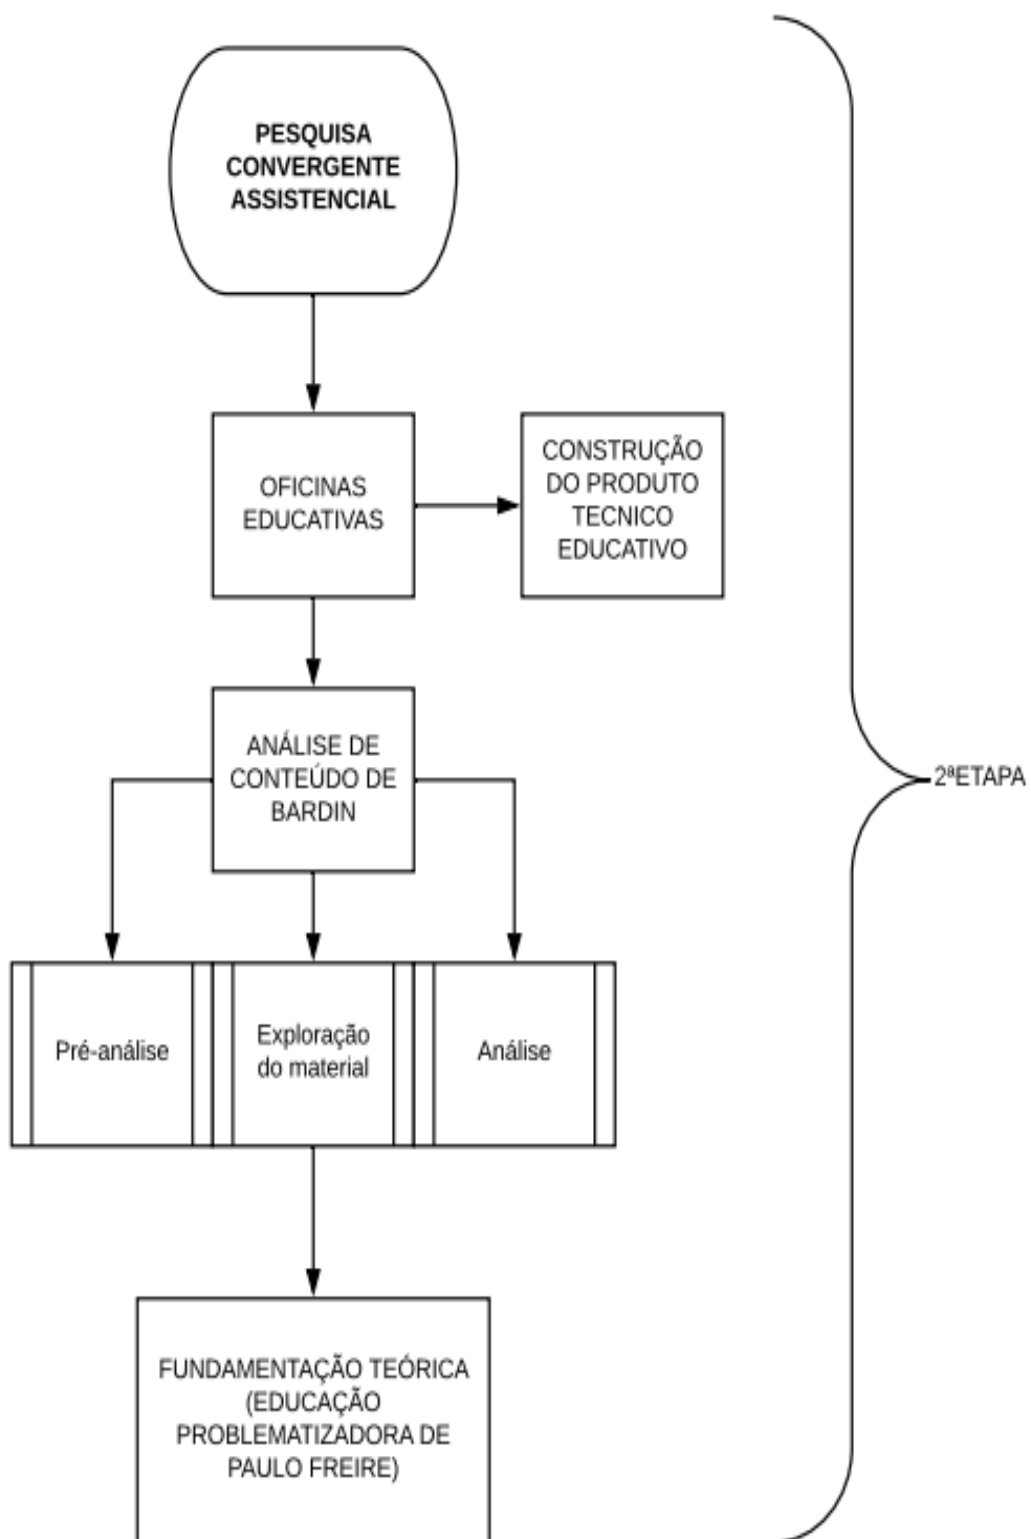 PESQUISA
CONVERGENTE
ASSISTENCIAL
OFICINAS
EDUCATIVAS
CONSTRUÇÃO
DO PRODUTO
TECNICO
EDUCATIVO
ANÁLISE DE
CONTEÚDO DE
BARDIN
2ªETAPA
Pré-análise
Exploração
do material
Análise
FUNDAMENTAÇÃO TEÓRICA
(EDUCAÇÃO
PROBLEMATIZADORA DE
PAULO FREIRE)